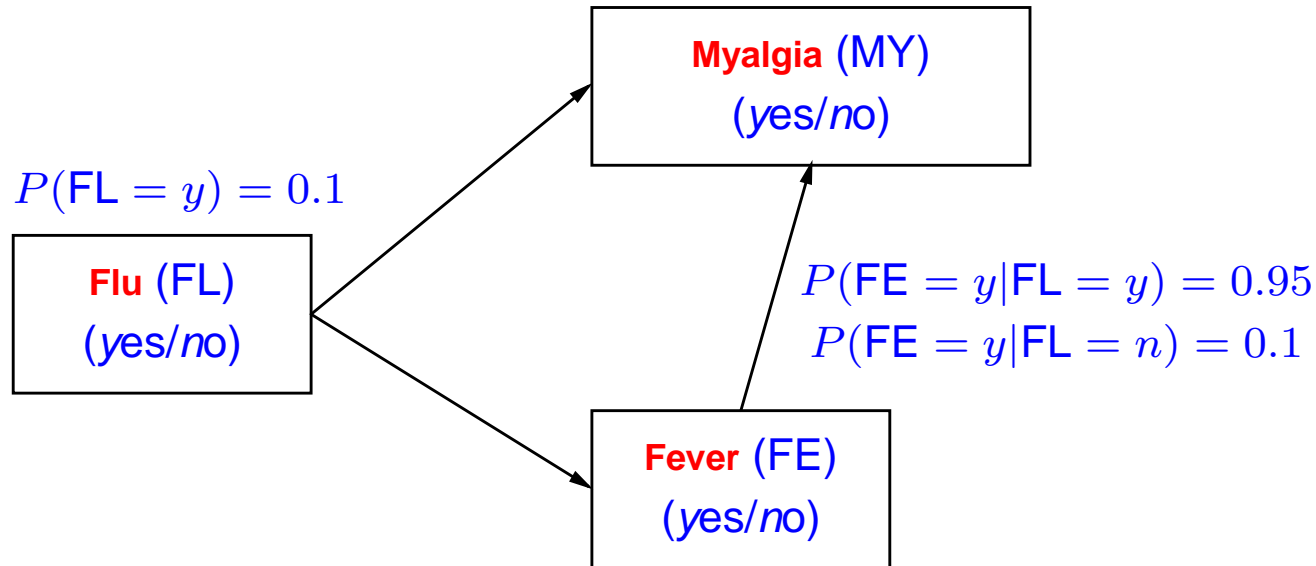 Myalgia (MY)
(yes/no)
P(FL = y) = 0.1
Flu (FL)
(yes/no)
P(FE = y|FL = y) = 0.95
P(FE = y|FL = n) = 0.1
Fever (FE)
(yes/no)